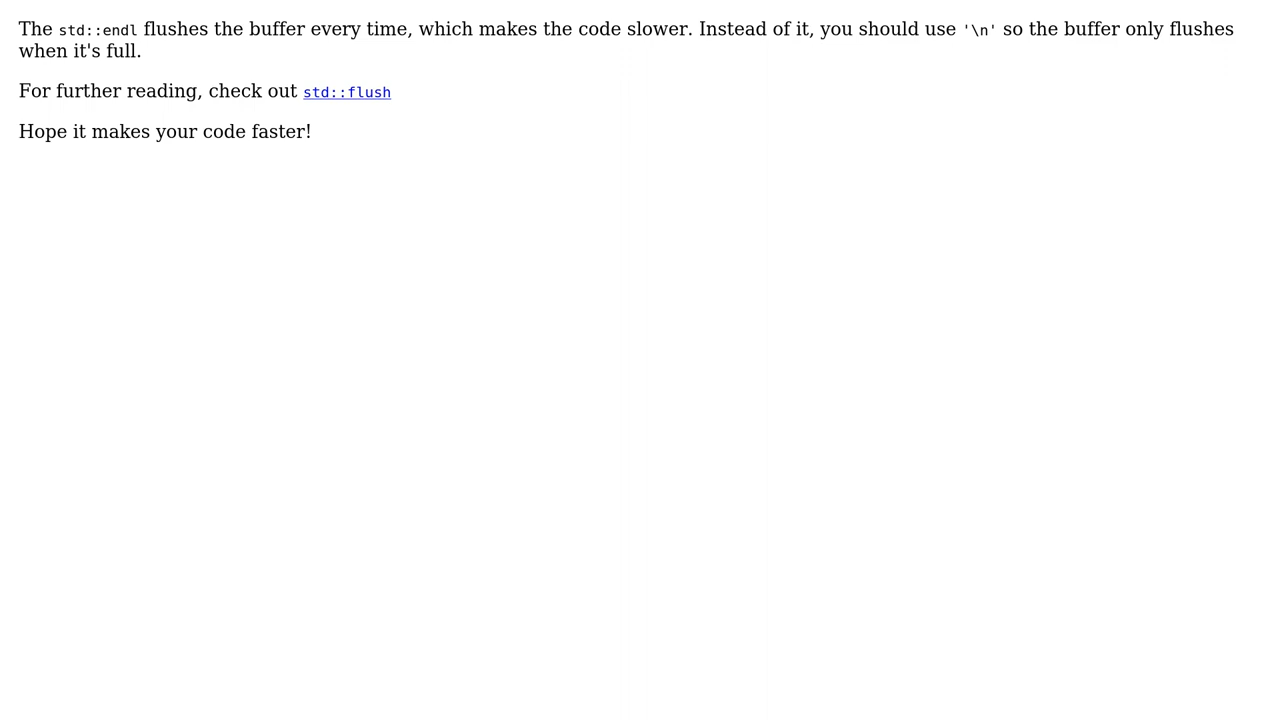 The std::endl flushes the buffer every time, which makes the code slower. Instead of it, you should use '\n' so the buffer only flushes
when it's full.
For further reading, check out std::flush
Hope it makes your code faster!